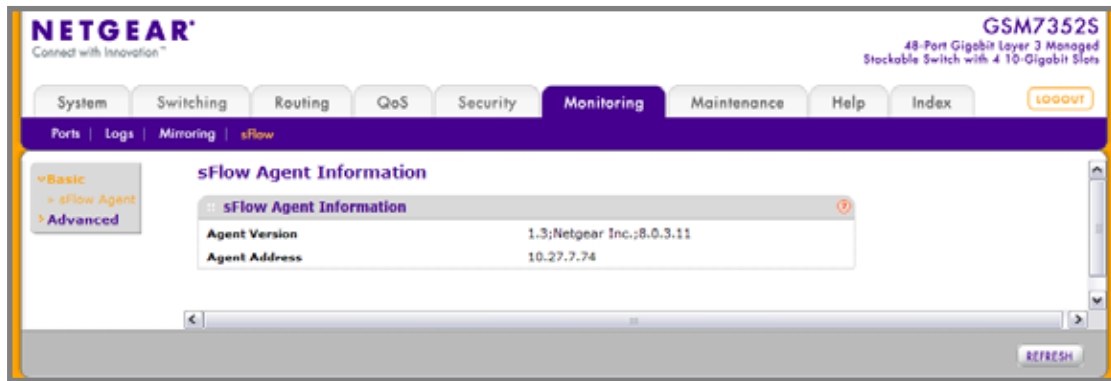 NETGEAR®
Connect with Innovation™
GSM7352S
48-Port Gigabit Layer 3 Managed
Stackable Switch with 4 10-Gigabit Slots
System Switching Routing QoS Security Monitoring Maintenance Help Index LOGOUT
Ports | Logs | Mirroring | sFlow
Basic
» sFlow Agent
Advanced
sFlow Agent Information
sFlow Agent Information
Agent Version 1.3;Netgear Inc.;8.0.3.11
Agent Address 10.27.7.74
REFRESH